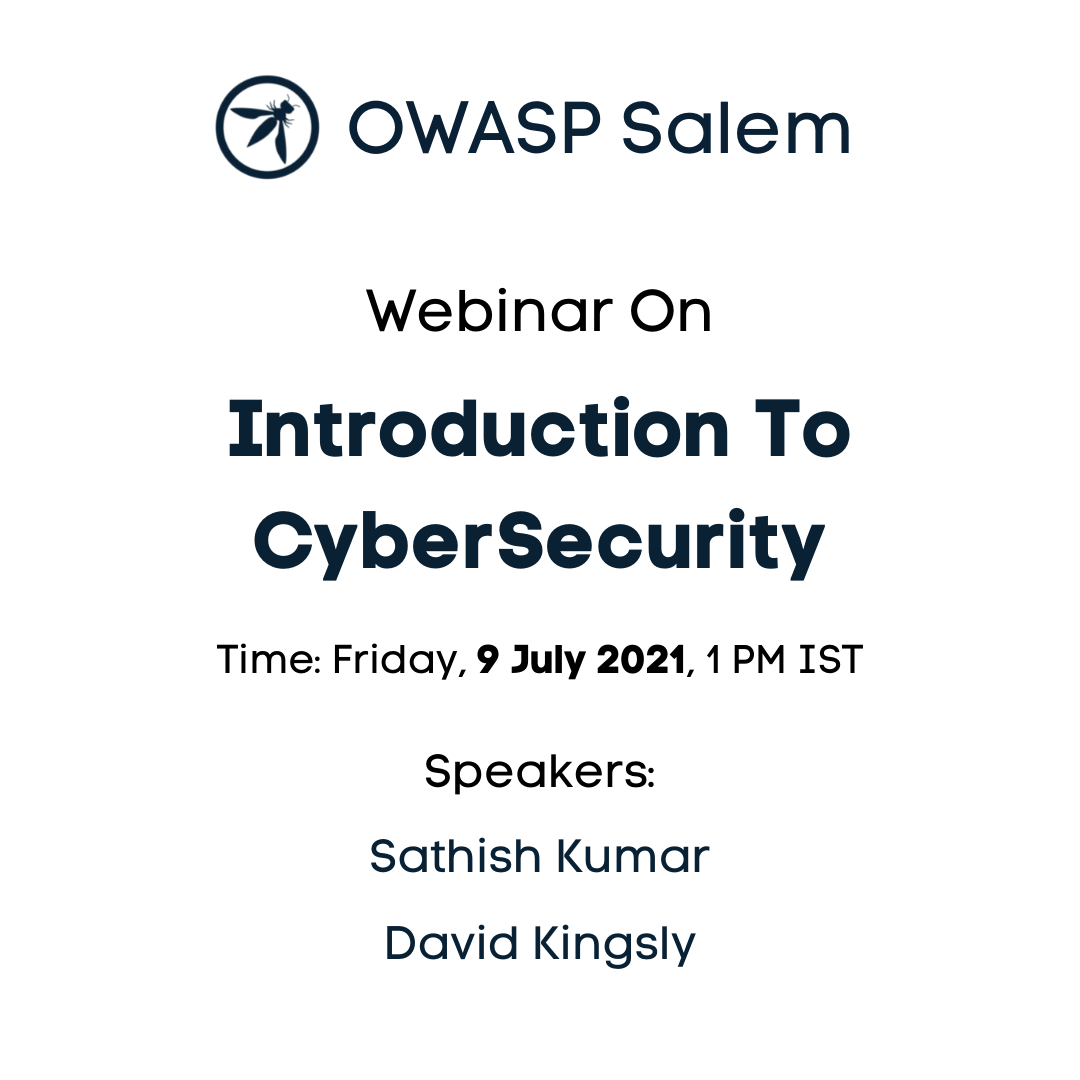 OWASP Salem
Webinar On
Introduction To
CyberSecurity
Time: Friday, 9 July 2021, 1 PM IST
Speakers:
Sathish Kumar
David Kingsly